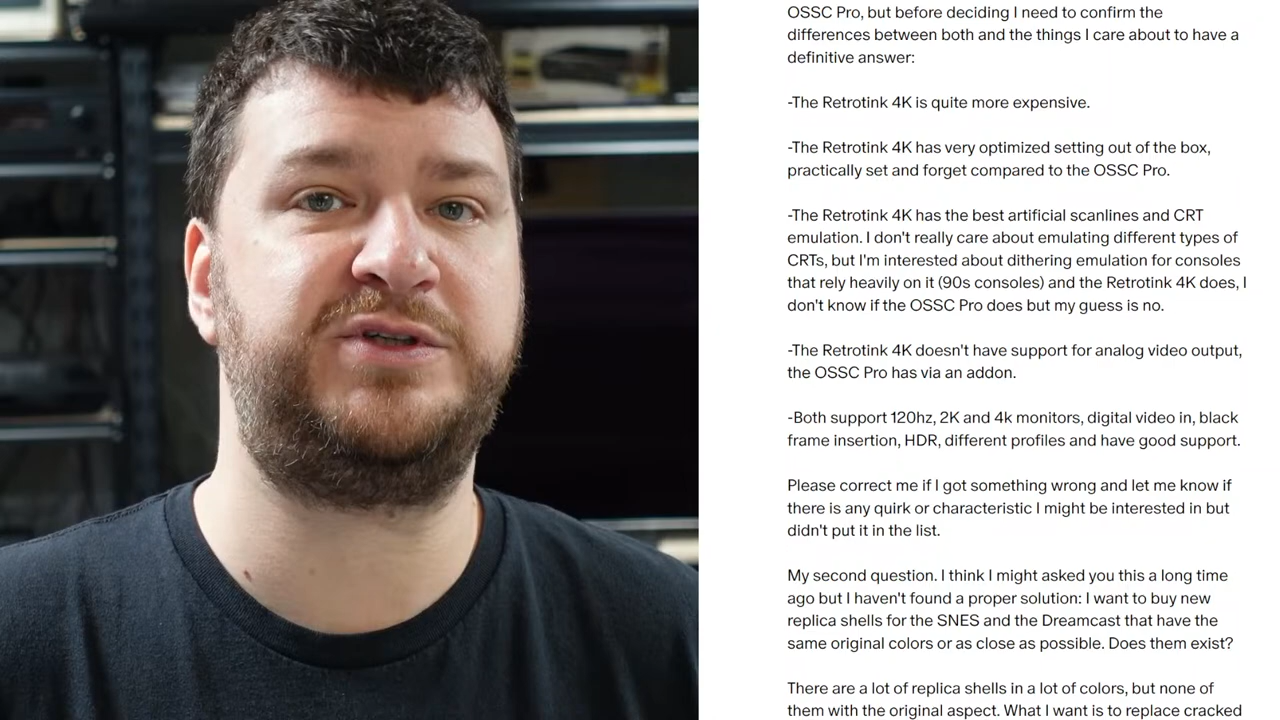 OSSC Pro, but before deciding I need to confirm the
differences between both and the things I care about to have a
definitive answer:
-The Retrotink 4K is quite more expensive.
-The Retrotink 4K has very optimized setting out of the box,
practically set and forget compared to the OSSC Pro.
-The Retrotink 4K has the best artificial scanlines and CRT
emulation. I don't really care about emulating different types of
CRTs, but I'm interested about dithering emulation for consoles
that rely heavily on it (90s consoles) and the Retrotink 4K does, I
don't know if the OSSC Pro does but my guess is no.
-The Retrotink 4K doesn't have support for analog video output,
the OSSC Pro has via an addon.
-Both support 120hz, 2K and 4k monitors, digital video in, black
frame insertion, HDR, different profiles and have good support.
Please correct me if I got something wrong and let me know if
there is any quirk or characteristic I might be interested in but
didn't put it in the list.
My second question. I think I might asked you this a long time
ago but I haven't found a proper solution: I want to buy new
replica shells for the SNES and the Dreamcast that have the
same original colors or as close as possible. Does them exist?
There are a lot of replica shells in a lot of colors, but none of
them with the original aspect. What I want is to replace cracked